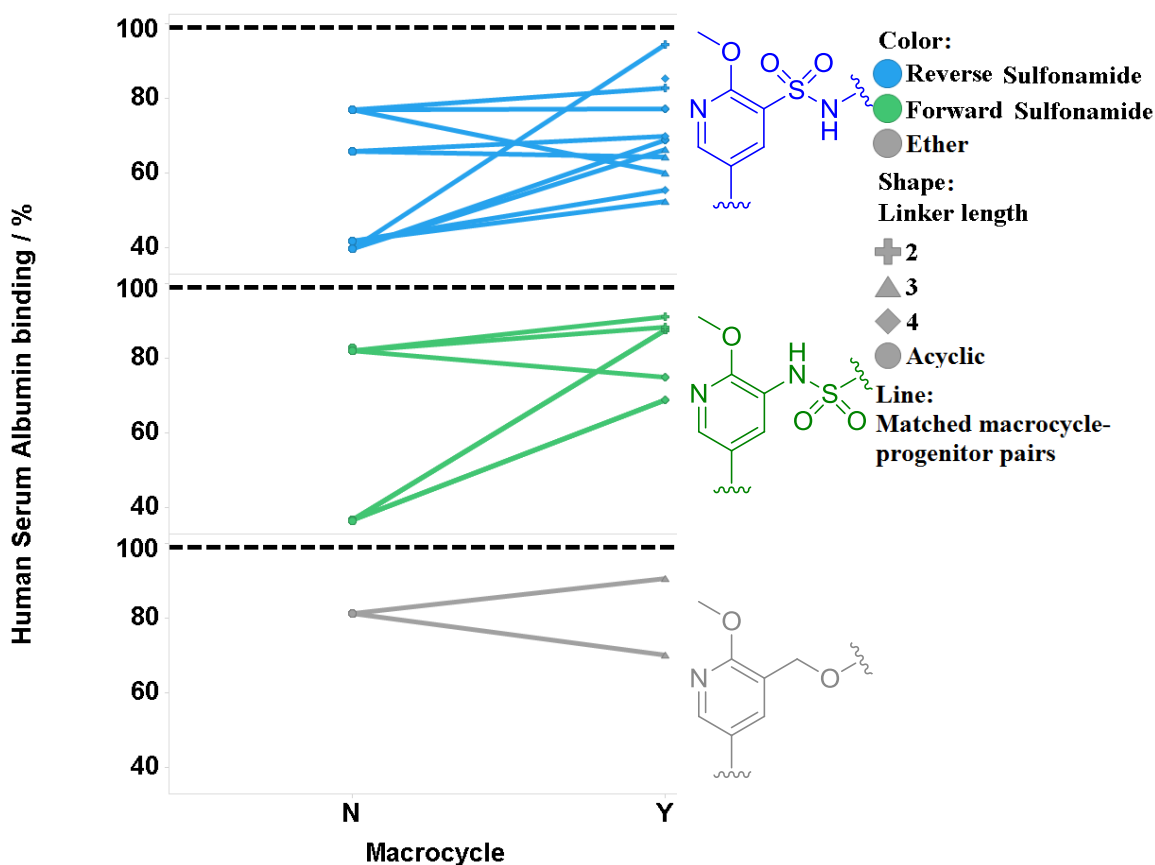 Human Serum Albumin binding / %
100
80
60
40
100
80
60
40
100
80
60
40
N
Y
Macrocycle
O
O
O
S
N
N
H
O
H
N
N
S
O
O
O
N
O
Color:
Reverse Sulfonamide
Forward Sulfonamide
Ether
Shape:
Linker length
2
3
4
Acyclic
Line:
Matched macrocycle-
progenitor pairs